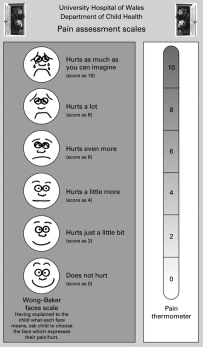 University Hospital of Wales
Department of Child Health
Pain assessment scales
Hurts as much as
you can imagine
(score as 10)
Hurts a lot
(score as 8)
Hurts even more
(score as 6)
Hurts a little more
(score as 4)
Hurts just a little bit
(score as 2)
Does not hurt
(score as 0)
Wong–Baker
faces scale
Having explained to the
child what each face
means, ask child to choose
the face which expresses
their pain/hurt.
10
8
6
4
2
0
Pain
thermometer